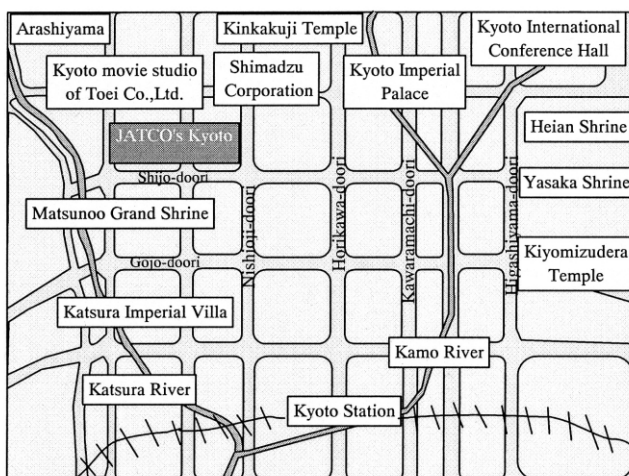 Arashiyama
Kinkakuji Temple
Kyoto International
Conference Hall
Kyoto movie studio
of Toei Co.,Ltd.
Shimadzu
Corporation
Kyoto Imperial
Palace
JATCO's Kyoto
Heian Shrine
Shijo-doori
Yasaka Shrine
Matsunoo Grand Shrine
Nishioji-doori
Horikawa-doori
Kawaramachi-doori
Higashiyama-doori
Gojo-doori
Kiyomizudera
Temple
Katsura Imperial Villa
Kamo River
Katsura River
Kyoto Station